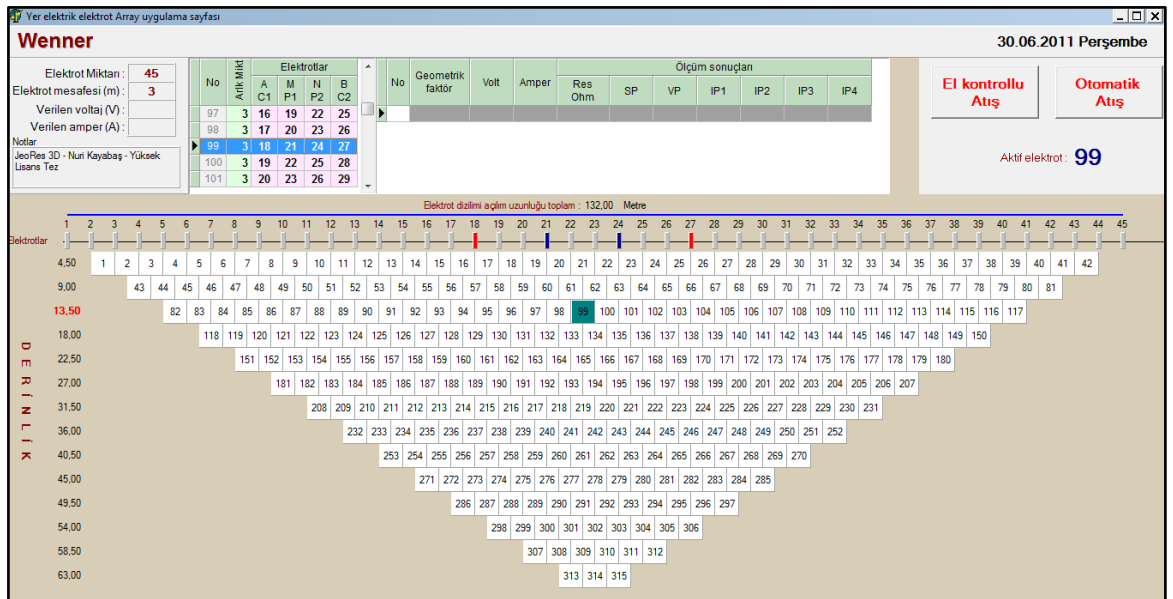 Yer elektrik elektrot Array uygulama sayfası
Wenner
30.06.2011 Perşembe
Elektrot Miktarı : 45
Elektrot mesafesi (m) : 3
Verilen voltaj (V) :
Verilen amper (A) :
Notlar
JeoRes 3D - Nuri Kayabaş - Yüksek
Lisans Tez
No Artık Mikt Elektrotlar
A M N B
C1 P1 P2 C2
97 3 16 19 22 25
98 3 17 20 23 26
99 3 18 21 24 27
100 3 19 22 25 28
101 3 20 23 26 29
No Geometrik faktör Volt Amper Ölçüm sonuçları
Res Ohm SP VP IP1 IP2 IP3 IP4
El kontrollu
Atış
Otomatik
Atış
Aktif elektrot : 99
Elektrot dizilimi açılım uzunluğu toplam : 132,00 Metre
1 2 3 4 5 6 7 8 9 10 11 12 13 14 15 16 17 18 19 20 21 22 23 24 25 26 27 28 29 30 31 32 33 34 35 36 37 38 39 40 41 42 43 44 45
Elektrotlar
4,50 1 2 3 4 5 6 7 8 9 10 11 12 13 14 15 16 17 18 19 20 21 22 23 24 25 26 27 28 29 30 31 32 33 34 35 36 37 38 39 40 41 42
9,00 43 44 45 46 47 48 49 50 51 52 53 54 55 56 57 58 59 60 61 62 63 64 65 66 67 68 69 70 71 72 73 74 75 76 77 78 79 80 81
13,50 82 83 84 85 86 87 88 89 90 91 92 93 94 95 96 97 98 99 100 101 102 103 104 105 106 107 108 109 110 111 112 113 114 115 116 117
18,00 118 119 120 121 122 123 124 125 126 127 128 129 130 131 132 133 134 135 136 137 138 139 140 141 142 143 144 145 146 147 148 149 150
22,50 151 152 153 154 155 156 157 158 159 160 161 162 163 164 165 166 167 168 169 170 171 172 173 174 175 176 177 178 179 180
27,00 181 182 183 184 185 186 187 188 189 190 191 192 193 194 195 196 197 198 199 200 201 202 203 204 205 206 207
31,50 208 209 210 211 212 213 214 215 216 217 218 219 220 221 222 223 224 225 226 227 228 229 230 231
36,00 232 233 234 235 236 237 238 239 240 241 242 243 244 245 246 247 248 249 250 251 252
40,50 253 254 255 256 257 258 259 260 261 262 263 264 265 266 267 268 269 270
45,00 271 272 273 274 275 276 277 278 279 280 281 282 283 284 285
49,50 286 287 288 289 290 291 292 293 294 295 296 297
54,00 298 299 300 301 302 303 304 305 306
58,50 307 308 309 310 311 312
63,00 313 314 315
DERİNLİK